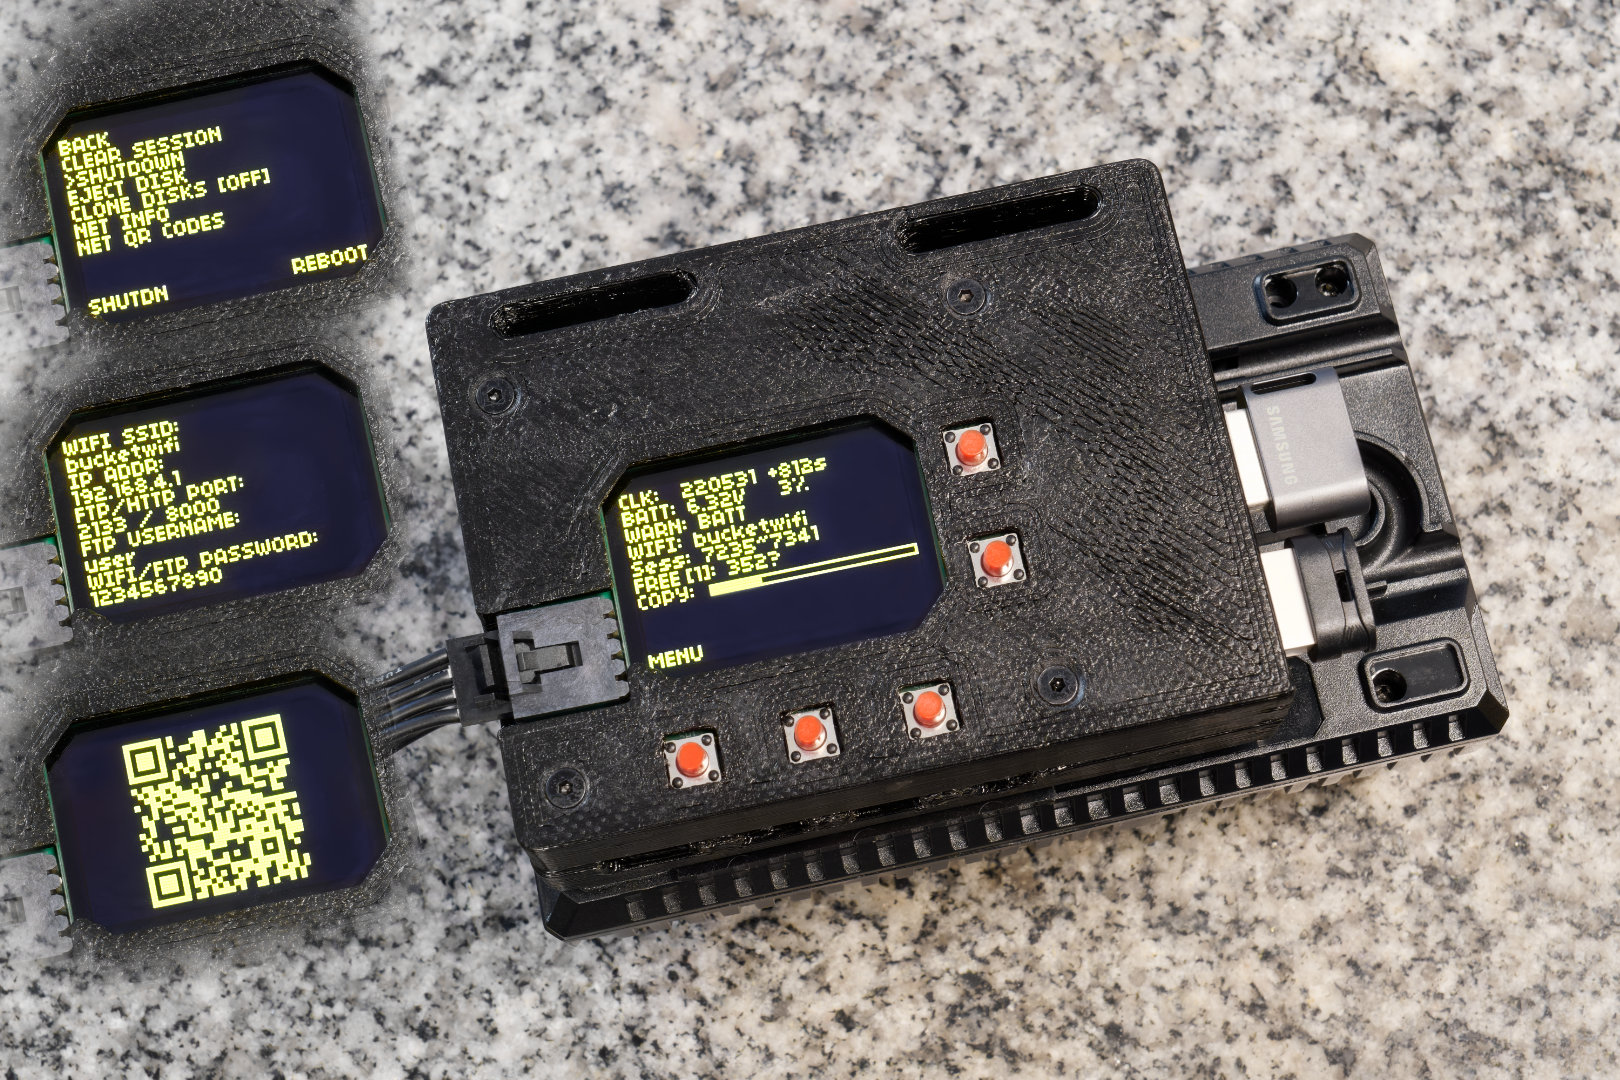 BACK
CLEAR SESSION
>SHUTDOWN
EJECT DISK
CLONE DISKS [OFF]
NET INFO
NET QR CODES
REBOOT
SHUTDN
WIFI SSID:
bucketwifi
IP ADDR:
192.168.4.1
FTP/HTTP PORT:
2133 / 8000
FTP USERNAME:
user
WIFI/FTP PASSWORD:
1234567890
CLK: 220531 +813s
BATT: 6.32V 3%
WARN: BATT
WIFI: bucketwifi
Sess: 7235~7341
FREE[1]: 352?
COPY:
MENU
SAMSUNG